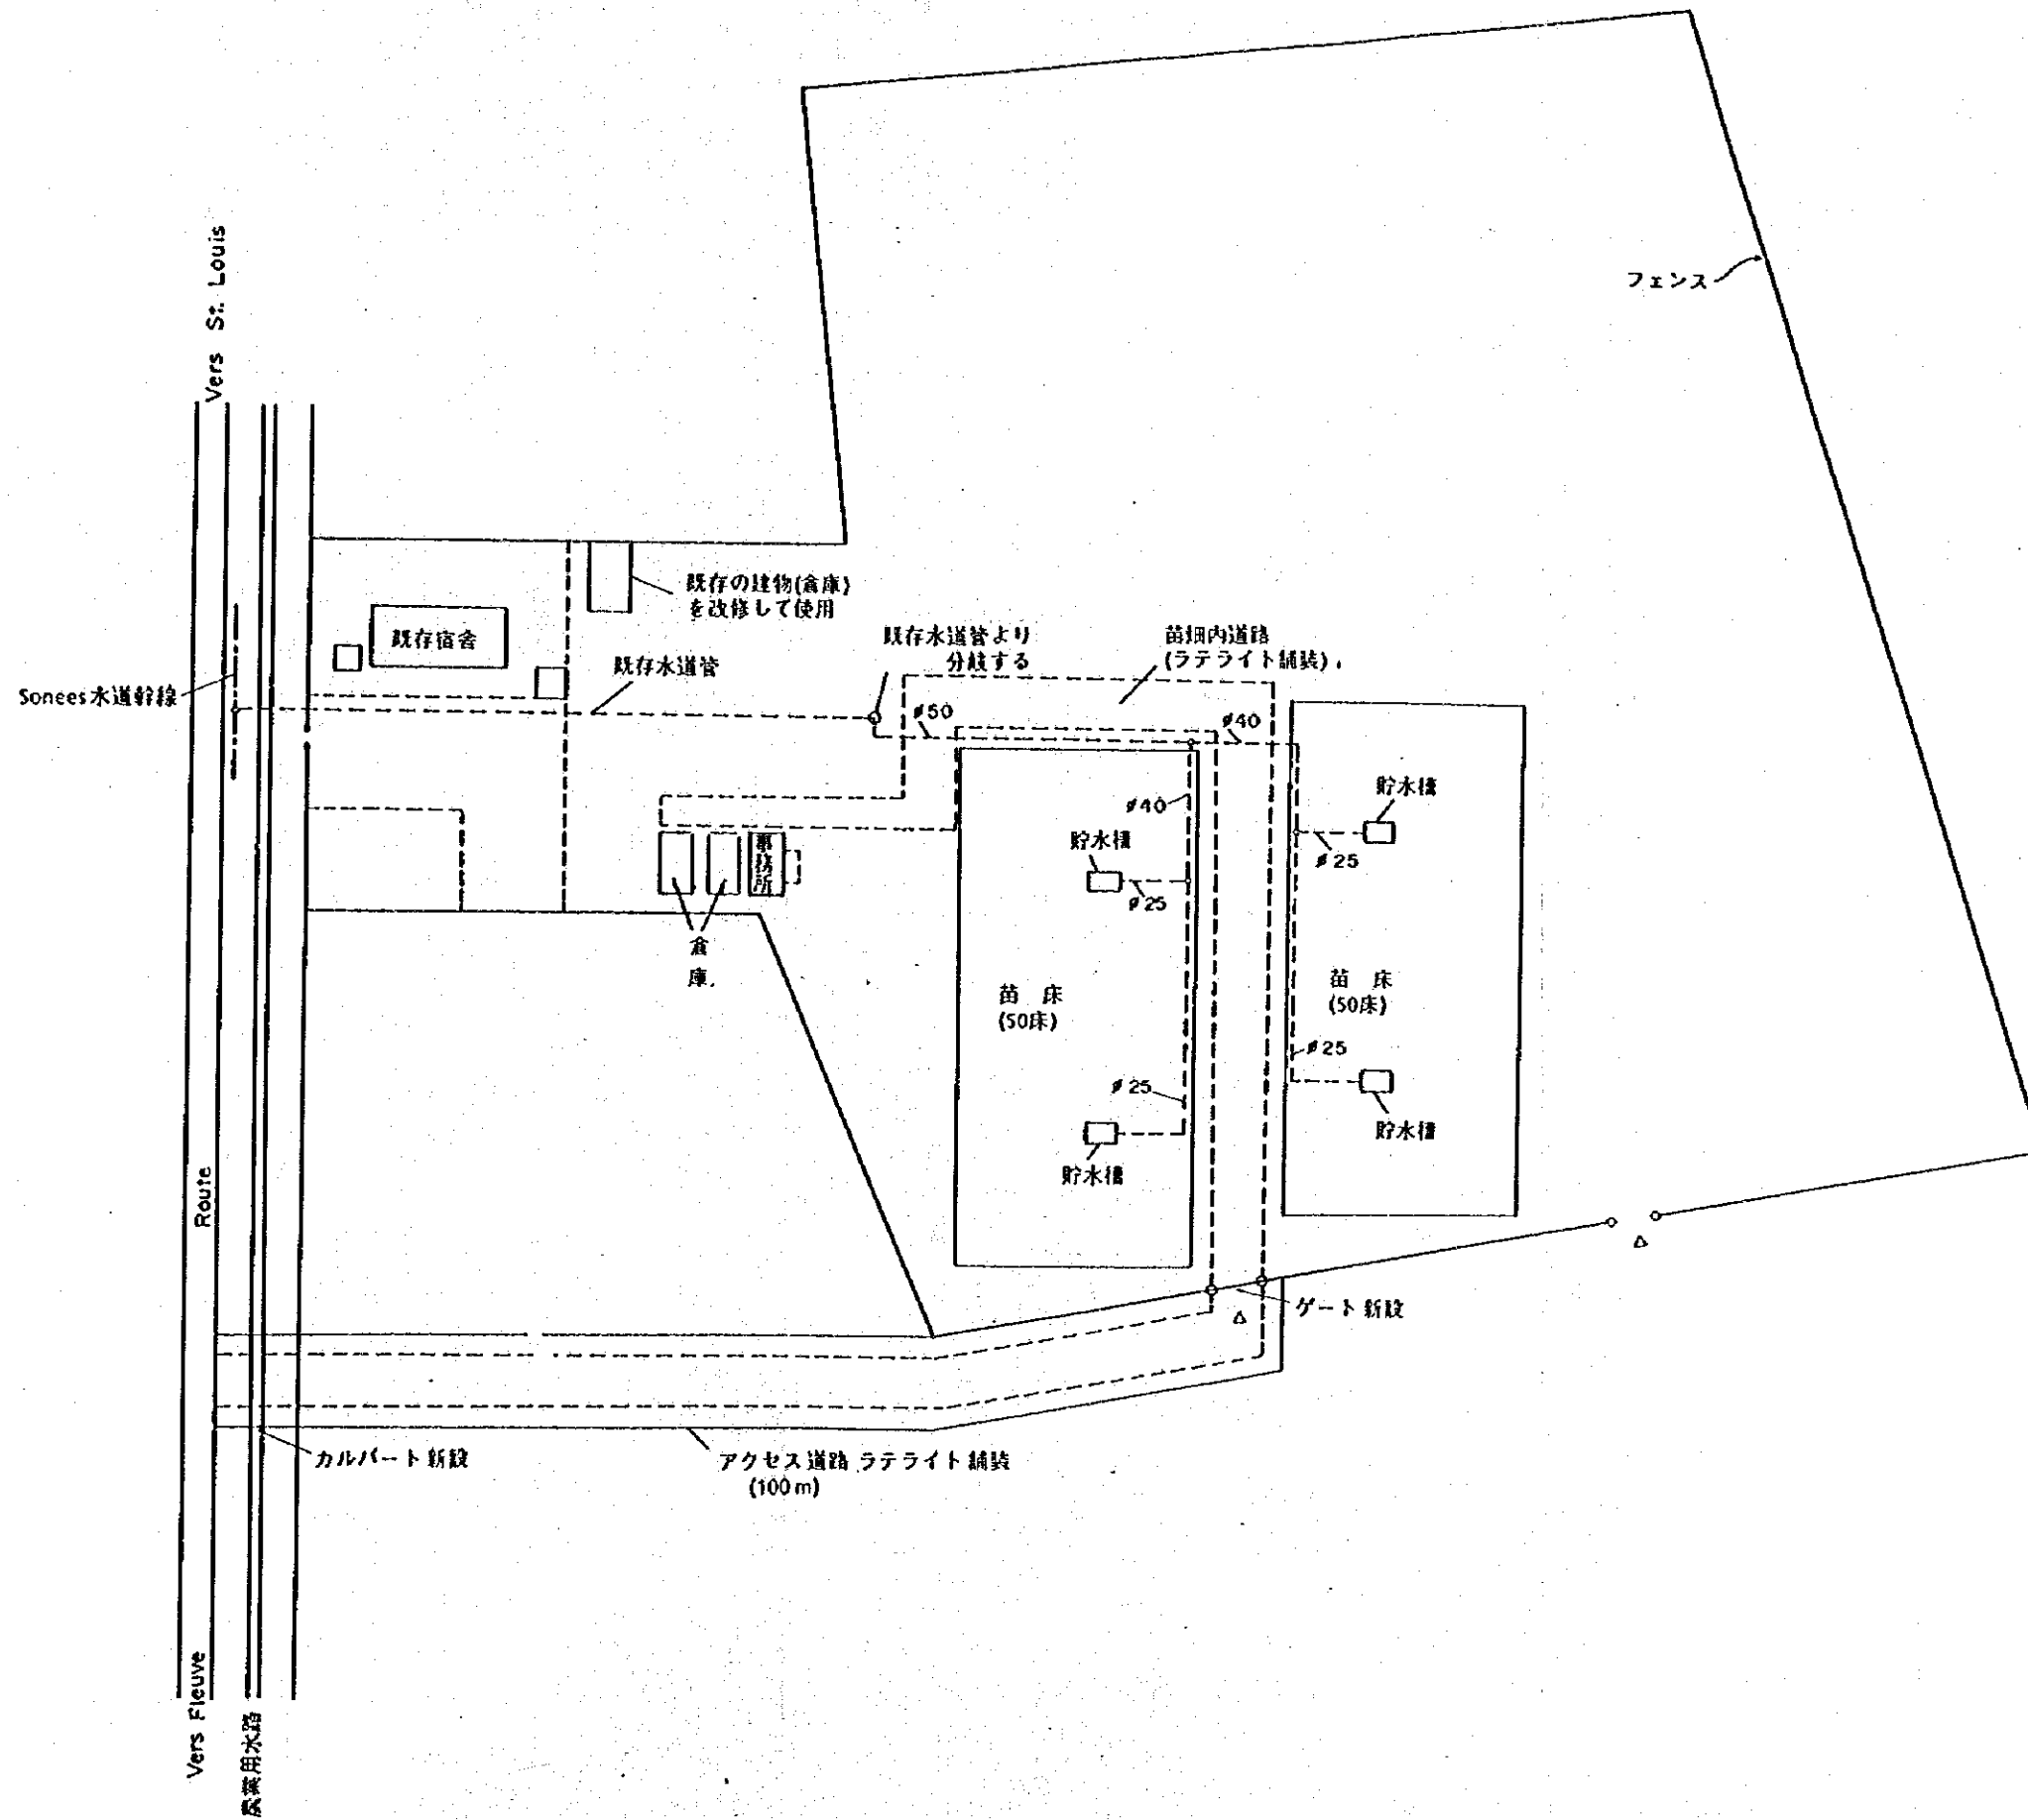 Vers St. Louis
フェンス
既存の建物(倉庫)
を改修して使用
既存宿舎
既存水道管
既存水道管より
分岐する
苗畑内道路
(ラテライト舗装)
Sonees水道幹線
ø50
ø40
貯水槽
ø40
貯水槽
ø25
ø25
事務所
倉
庫
苗 床
(50床)
苗 床
(50床)
ø25
ø25
貯水槽
貯水槽
Route
ゲート新設
カルバート新設
アクセス道路 ラテライト舗装
(100m)
Vers Fleuve
農業用水路